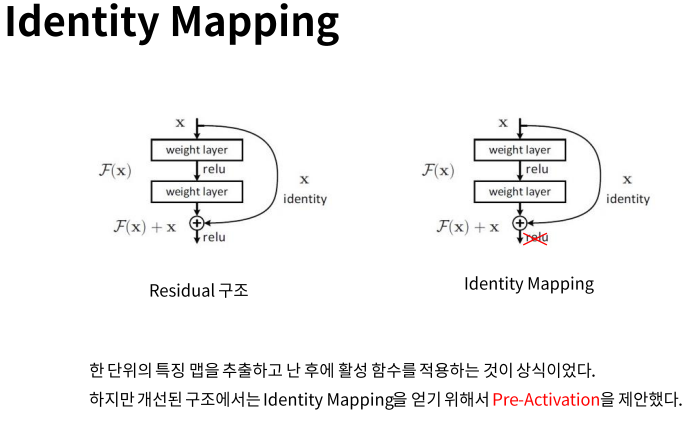 Identity Mapping
x
weight layer
relu
F(x)
weight layer
x
identity
F(x) + x
relu
Residual 구조
x
weight layer
relu
F(x)
weight layer
x
identity
F(x) + x
relu
Identity Mapping
한 단위의 특징 맵을 추출하고 난 후에 활성 함수를 적용하는 것이 상식이었다.
하지만 개선된 구조에서는 Identity Mapping을 얻기 위해서 Pre-Activation을 제안했다.